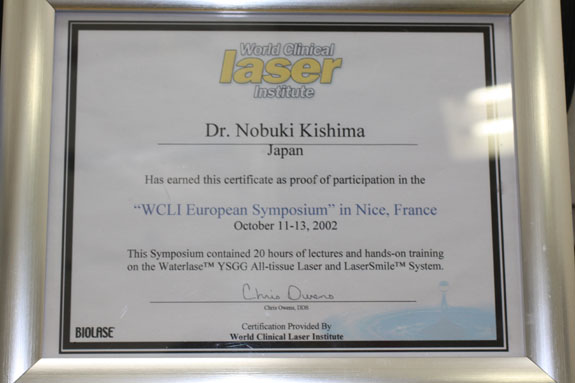 World Clinical
laser
Institute
Dr. Nobuki Kishima
Japan
Has earned this certificate as proof of participation in the
“WCLI European Symposium” in Nice, France
October 11-13, 2002
This Symposium contained 20 hours of lectures and hands-on training
on the Waterlase™ YSGG All-tissue Laser and LaserSmile™ System.
Chris Owens
Chris Owens, DDS
BIOLASE®
Certification Provided By
World Clinical Laser Institute